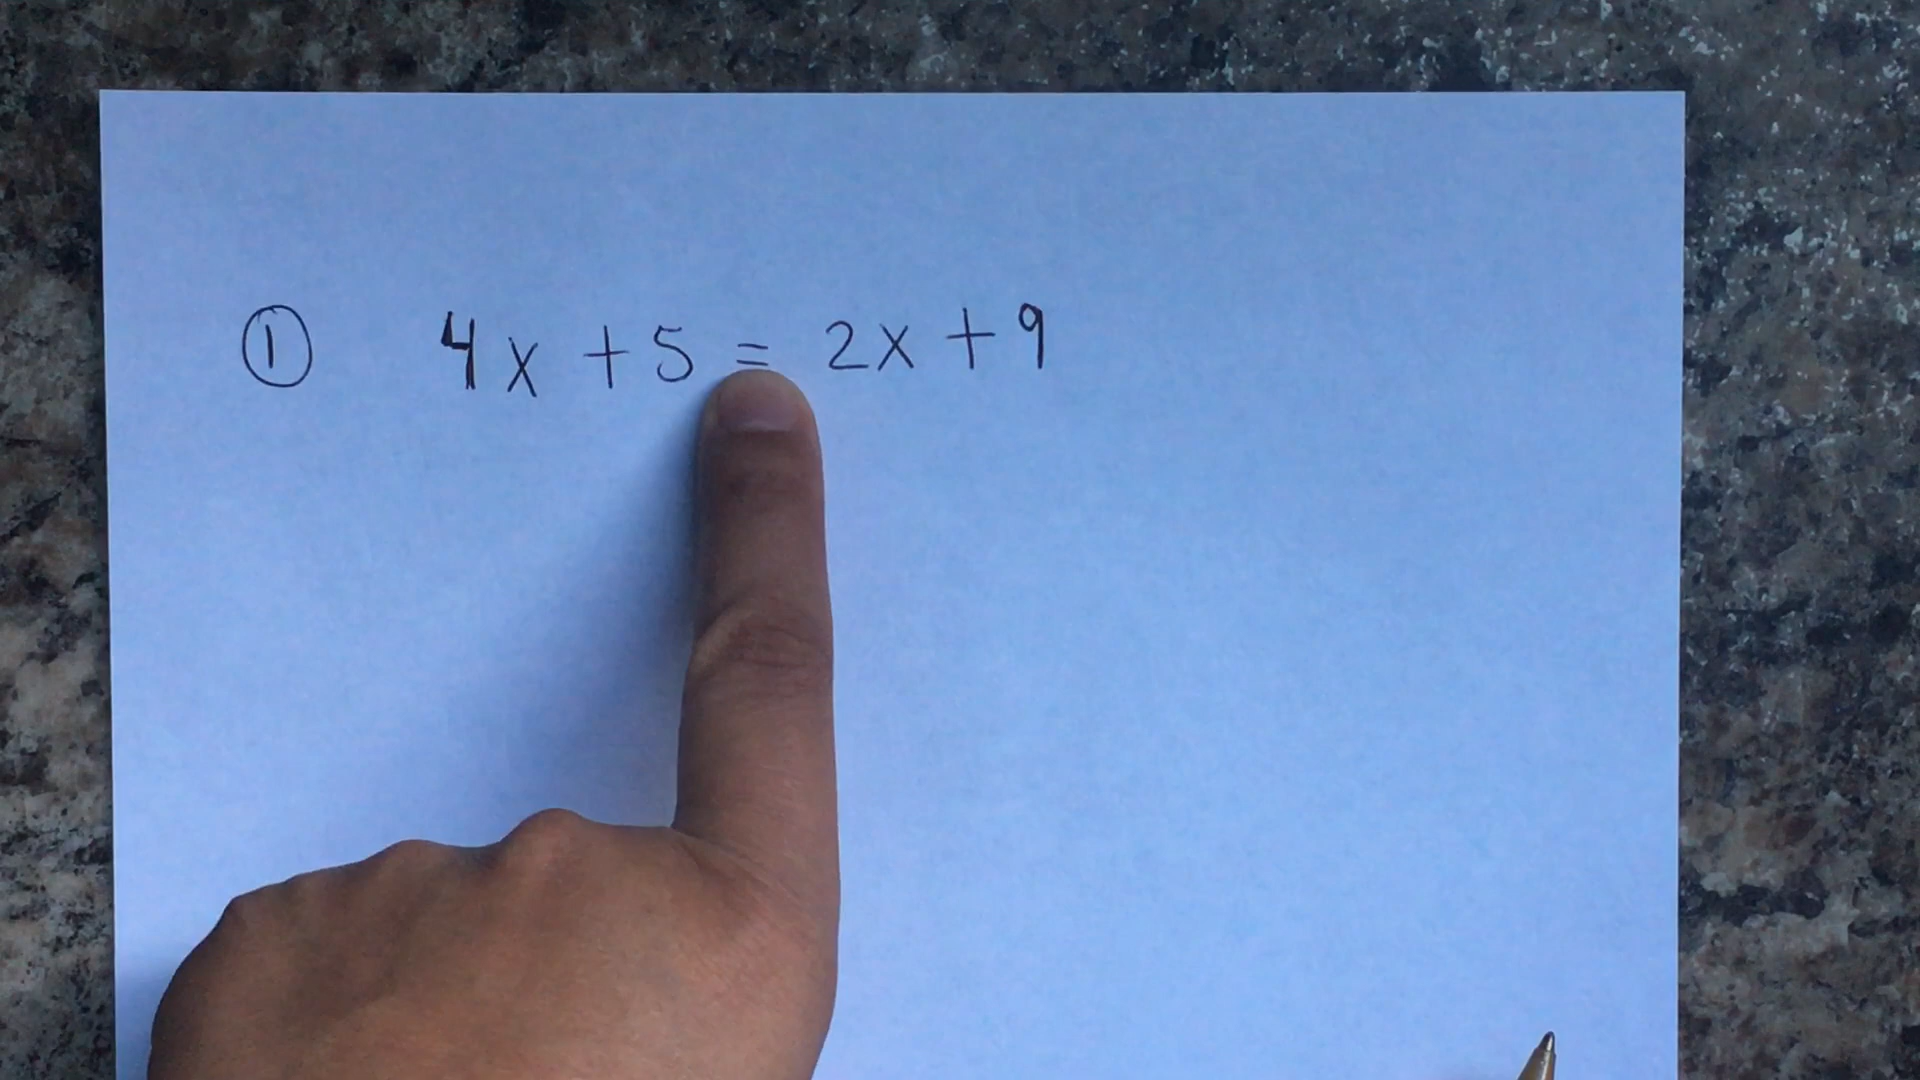 ① 4x + 5 = 2x + 9